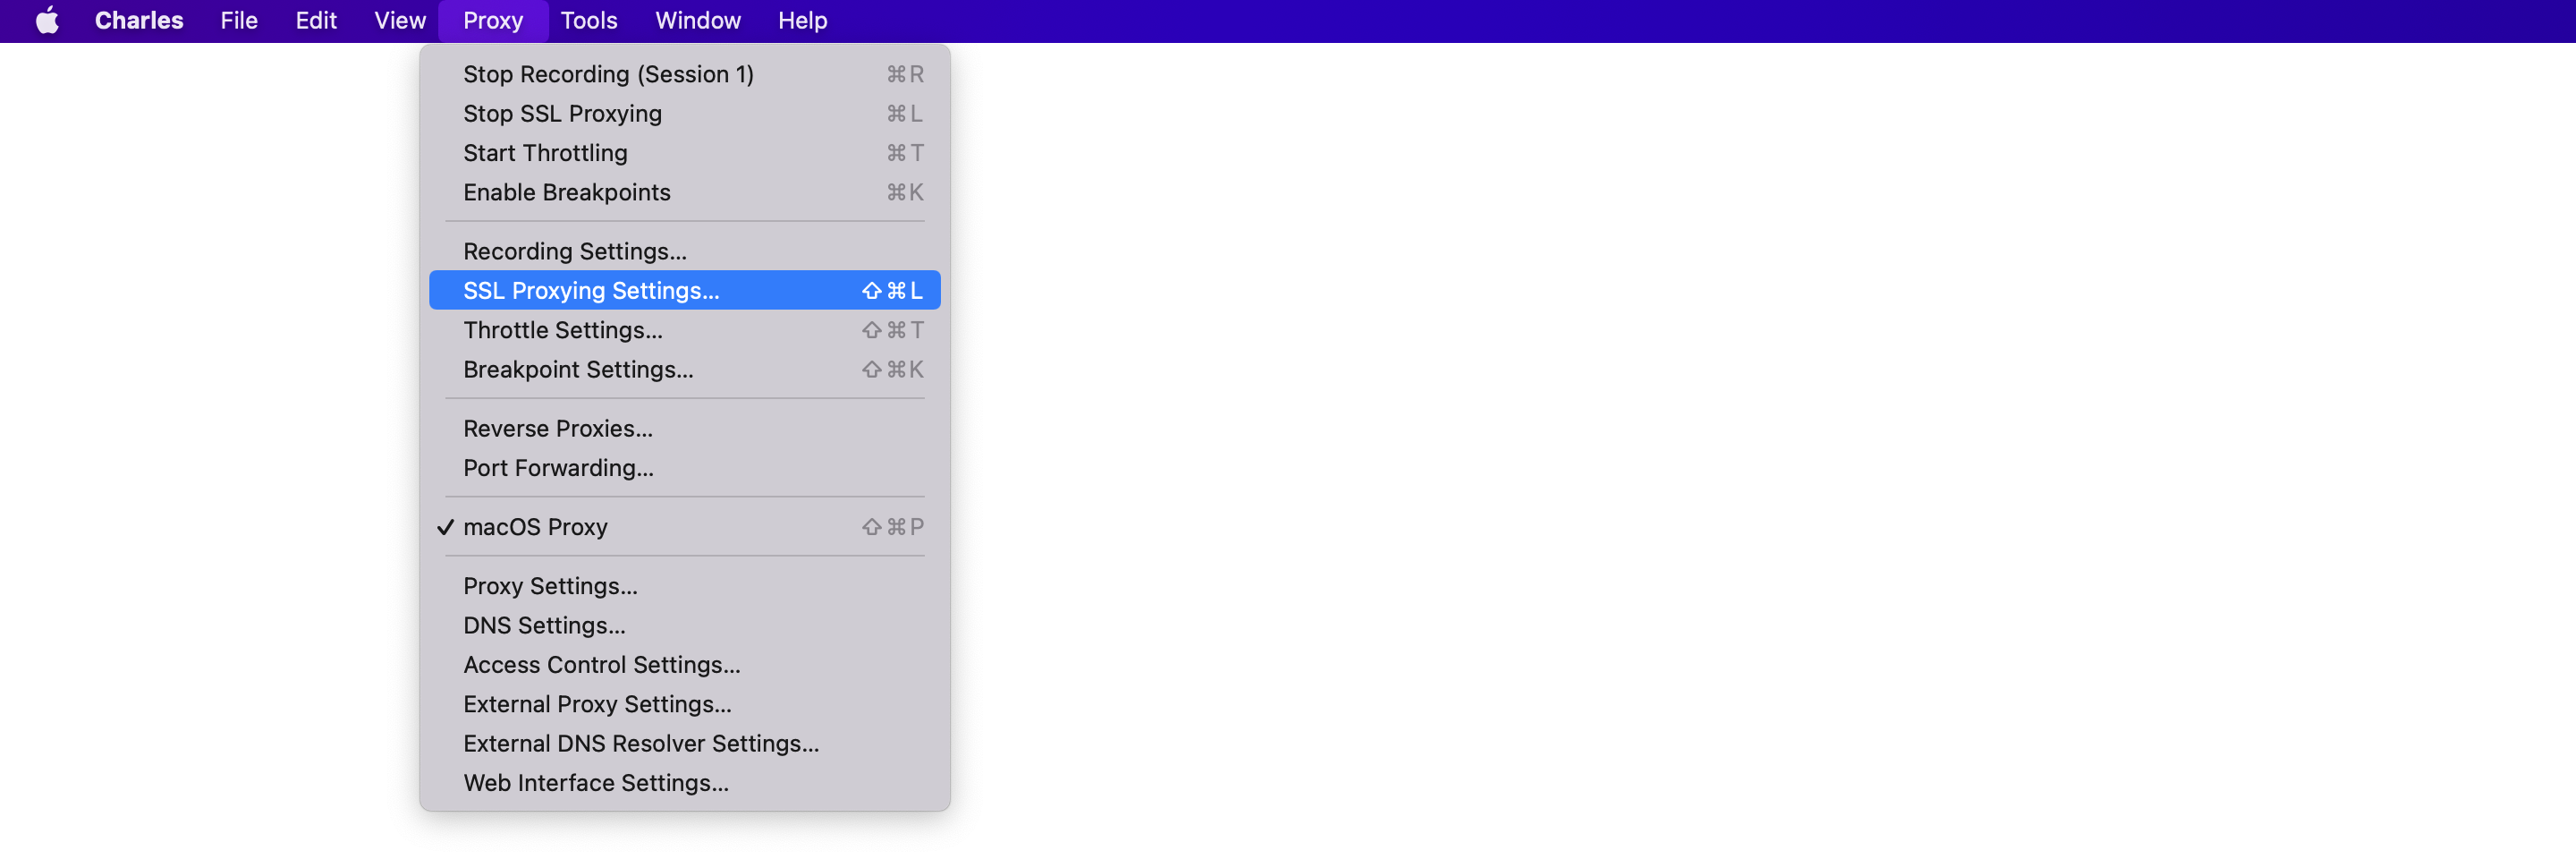 Charles File Edit View Proxy Tools Window Help
Stop Recording (Session 1) ⌘R
Stop SSL Proxying ⌘L
Start Throttling ⌘T
Enable Breakpoints ⌘K
Recording Settings...
SSL Proxying Settings... ⇧⌘L
Throttle Settings... ⇧⌘T
Breakpoint Settings... ⇧⌘K
Reverse Proxies...
Port Forwarding...
✓ macOS Proxy ⇧⌘P
Proxy Settings...
DNS Settings...
Access Control Settings...
External Proxy Settings...
External DNS Resolver Settings...
Web Interface Settings...